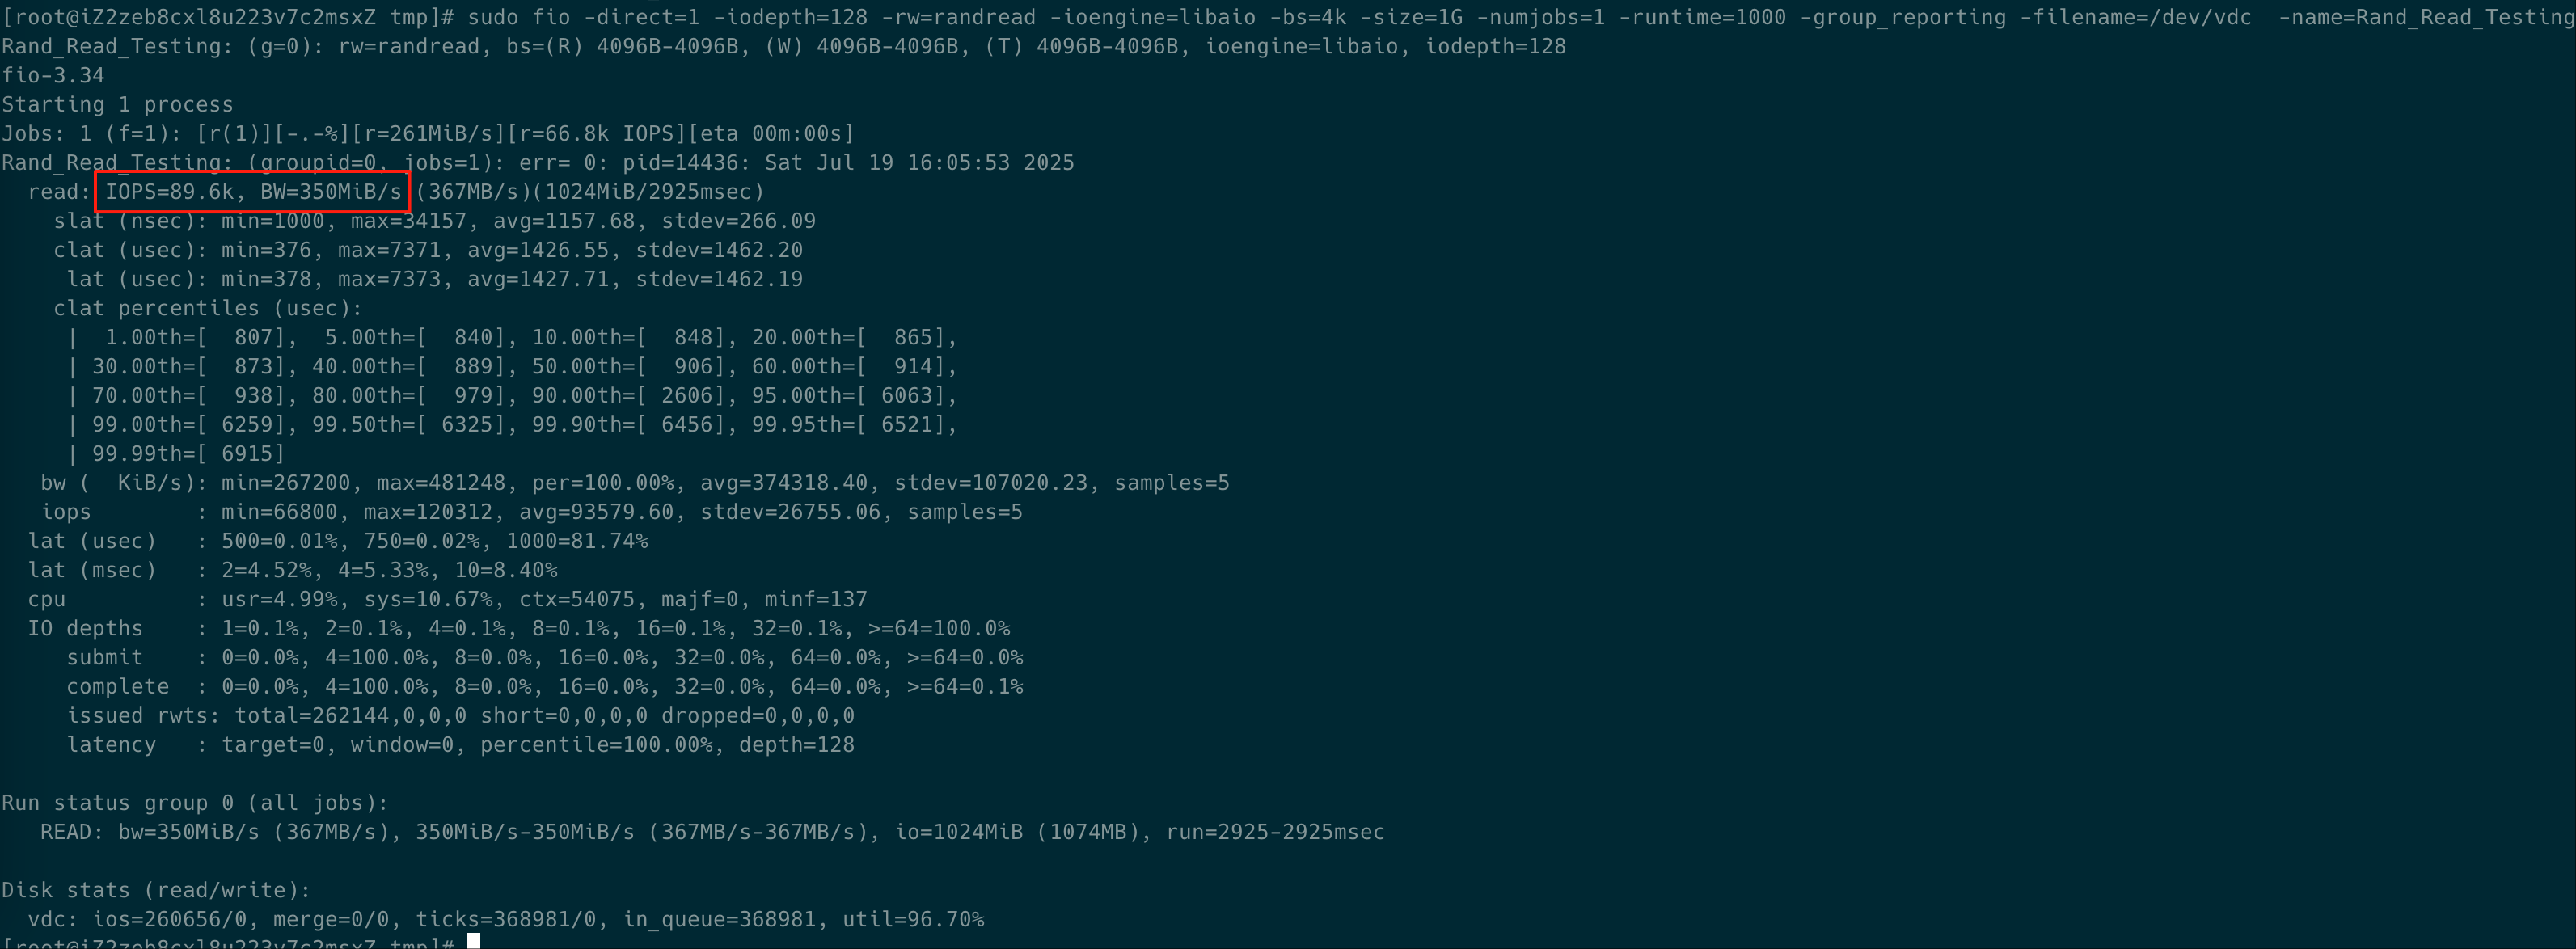 [root@iZ2zeb8cxl8u223v7c2msxZ tmp]# sudo fio -direct=1 -iodepth=128 -rw=randread -ioengine=libaio -bs=4k -size=1G -numjobs=1 -runtime=1000 -group_reporting -filename=/dev/vdc  -name=Rand_Read_Testing
Rand_Read_Testing: (g=0): rw=randread, bs=(R) 4096B-4096B, (W) 4096B-4096B, (T) 4096B-4096B, ioengine=libaio, iodepth=128
fio-3.34
Starting 1 process
Jobs: 1 (f=1): [r(1)][-.-%][r=261MiB/s][r=66.8k IOPS][eta 00m:00s]
Rand_Read_Testing: (groupid=0, jobs=1): err= 0: pid=14436: Sat Jul 19 16:05:53 2025
  read: IOPS=89.6k, BW=350MiB/s (367MB/s)(1024MiB/2925msec)
    slat (nsec): min=1000, max=34157, avg=1157.68, stdev=266.09
    clat (usec): min=376, max=7371, avg=1426.55, stdev=1462.20
     lat (usec): min=378, max=7373, avg=1427.71, stdev=1462.19
    clat percentiles (usec):
     |  1.00th=[  807],  5.00th=[  840], 10.00th=[  848], 20.00th=[  865],
     | 30.00th=[  873], 40.00th=[  889], 50.00th=[  906], 60.00th=[  914],
     | 70.00th=[  938], 80.00th=[  979], 90.00th=[ 2606], 95.00th=[ 6063],
     | 99.00th=[ 6259], 99.50th=[ 6325], 99.90th=[ 6456], 99.95th=[ 6521],
     | 99.99th=[ 6915]
   bw (  KiB/s): min=267200, max=481248, per=100.00%, avg=374318.40, stdev=107020.23, samples=5
   iops        : min=66800, max=120312, avg=93579.60, stdev=26755.06, samples=5
  lat (usec)   : 500=0.01%, 750=0.02%, 1000=81.74%
  lat (msec)   : 2=4.52%, 4=5.33%, 10=8.40%
  cpu          : usr=4.99%, sys=10.67%, ctx=54075, majf=0, minf=137
  IO depths    : 1=0.1%, 2=0.1%, 4=0.1%, 8=0.1%, 16=0.1%, 32=0.1%, >=64=100.0%
     submit    : 0=0.0%, 4=100.0%, 8=0.0%, 16=0.0%, 32=0.0%, 64=0.0%, >=64=0.0%
     complete  : 0=0.0%, 4=100.0%, 8=0.0%, 16=0.0%, 32=0.0%, 64=0.0%, >=64=0.1%
     issued rwts: total=262144,0,0,0 short=0,0,0,0 dropped=0,0,0,0
     latency   : target=0, window=0, percentile=100.00%, depth=128
Run status group 0 (all jobs):
   READ: bw=350MiB/s (367MB/s), 350MiB/s-350MiB/s (367MB/s-367MB/s), io=1024MiB (1074MB), run=2925-2925msec
Disk stats (read/write):
  vdc: ios=260656/0, merge=0/0, ticks=368981/0, in_queue=368981, util=96.70%
[root@iZ2zeb8cxl8u223v7c2msxZ tmp]#